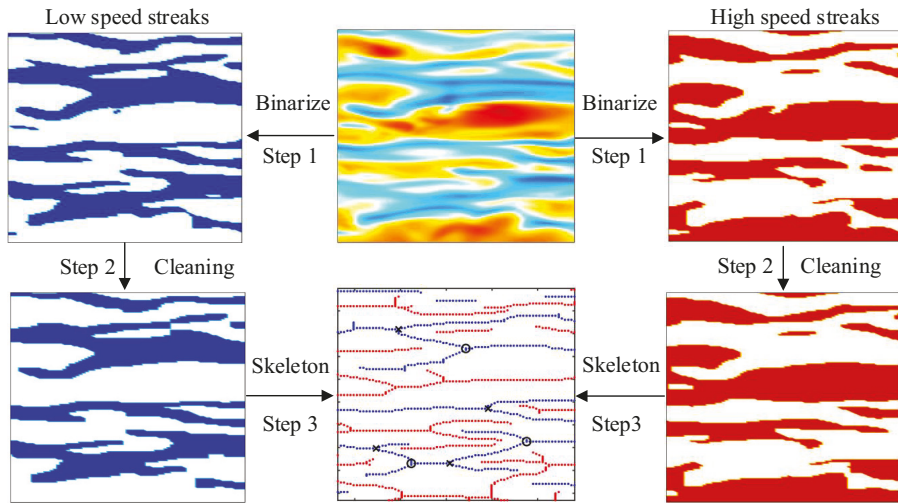 Low speed streaks
High speed streaks
Binarize
Step 1
Binarize
Step 1
Step 2 Cleaning
Step 2 Cleaning
Skeleton
Step 3
Skeleton
Step3